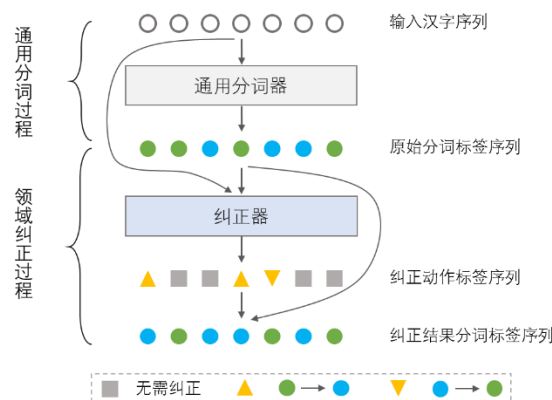 输入汉字序列
通用分词过程
通用分词器
原始分词标签序列
领域纠正过程
纠正器
纠正动作标签序列
纠正结果分词标签序列
无需纠正